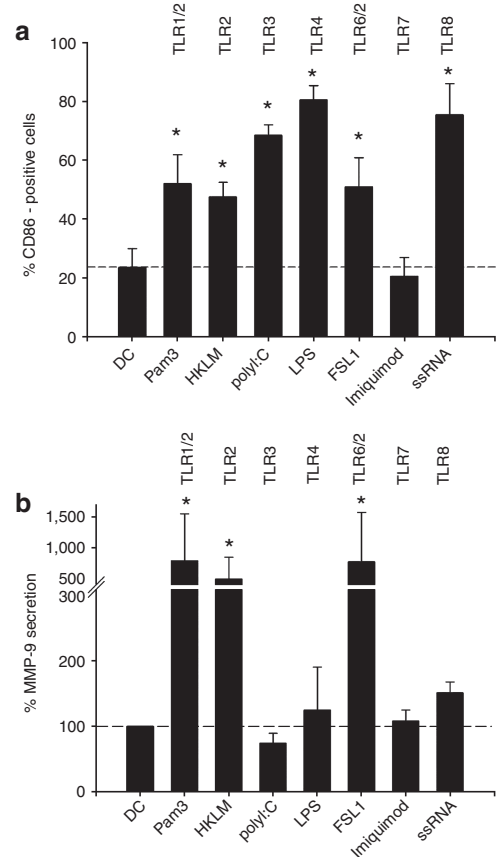 a
TLR1/2 TLR2 TLR3 TLR4 TLR6/2 TLR7 TLR8
100
80
60
40
20
0
% CD86 - positive cells
* * * * * *
DC Pam3 HKLM polyI:C LPS FSL1 Imiquimod ssRNA
b
TLR1/2 TLR2 TLR3 TLR4 TLR6/2 TLR7 TLR8
1,500
1,000
500
300
200
100
0
% MMP-9 secretion
* * *
DC Pam3 HKLM polyI:C LPS FSL1 Imiquimod ssRNA